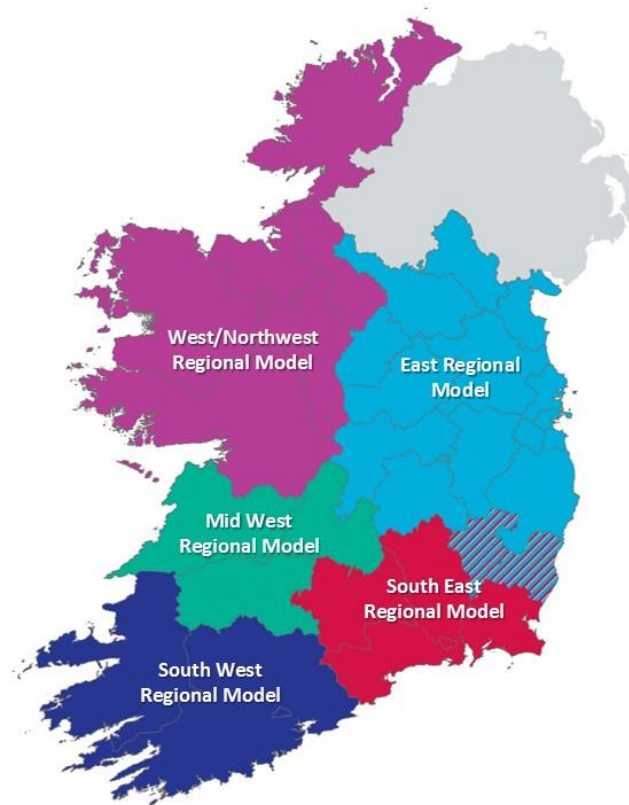 West/Northwest
Regional Model
East Regional
Model
Mid West
Regional Model
South East
Regional Model
South West
Regional Model